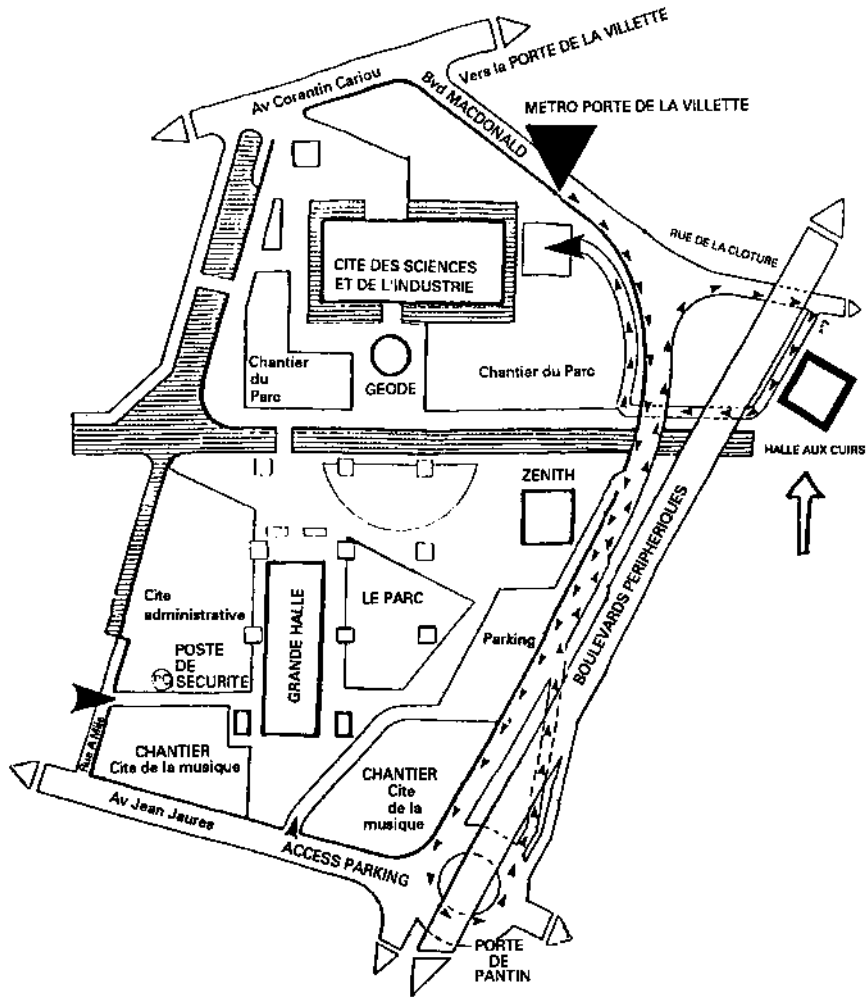 Vers la PORTE DE LA VILLETTE
Av Corentin Cariou
Bvd MACDONALD
METRO PORTE DE LA VILLETTE
RUE DE LA CLOTURE
CITE DES SCIENCES
ET DE L'INDUSTRIE
Chantier
du
Parc
GEODE
Chantier du Parc
HALLE AUX CUIRS
ZENITH
BOULEVARDS PERIPHERIQUES
Cite
administrative
LE PARC
GRANDE HALLE
Parking
POSTE
DE
SECURITE
Rue A Mille
CHANTIER
Cite de la musique
CHANTIER
Cite
de la
musique
Av Jean Jaures
ACCESS PARKING
PORTE
DE
PANTIN